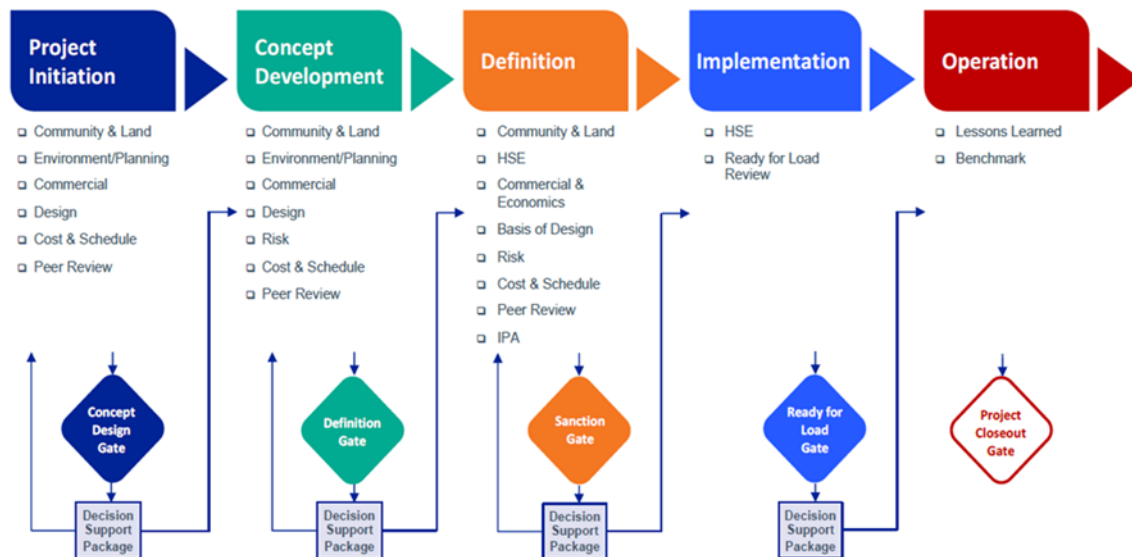 Project
Initiation
Concept
Development
Definition
Implementation
Operation
Community & Land
Environment/Planning
Commercial
Design
Cost & Schedule
Peer Review
Community & Land
Environment/Planning
Commercial
Design
Risk
Cost & Schedule
Peer Review
Community & Land
HSE
Commercial &
Economics
Basis of Design
Risk
Cost & Schedule
Peer Review
IPA
HSE
Ready for Load
Review
Lessons Learned
Benchmark
Concept
Design
Gate
Definition
Gate
Sanction
Gate
Ready for
Load
Gate
Project
Closeout
Gate
Decision
Support
Package
Decision
Support
Package
Decision
Support
Package
Decision
Support
Package